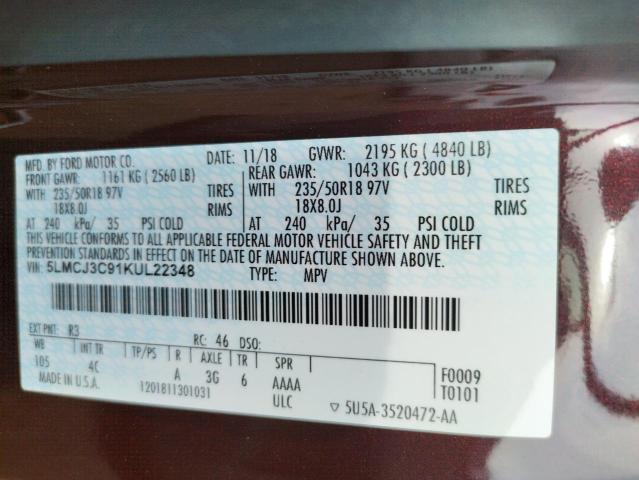 MFD. BY FORD MOTOR CO.
DATE: 11/18 GVWR: 2195 KG ( 4840 LB)
FRONT GAWR: 1161 KG ( 2560 LB) REAR GAWR: 1043 KG ( 2300 LB)
WITH 235/50R18 97V TIRES WITH 235/50R18 97V TIRES
18X8.0J RIMS 18X8.0J RIMS
AT 240 kPa/ 35 PSI COLD AT 240 kPa/ 35 PSI COLD
THIS VEHICLE CONFORMS TO ALL APPLICABLE FEDERAL MOTOR VEHICLE SAFETY AND THEFT
PREVENTION STANDARDS IN EFFECT ON THE DATE OF MANUFACTURE SHOWN ABOVE.
VIN: 5LMCJ3C91KUL22348 TYPE: MPV
EXT PNT: R3 RC: 46 DSO:
WB INT TR TP/PS R AXLE TR SPR F0009
105 4C A 3G 6 AAAA T0101
MADE IN U.S.A. 1201811301031 ULC ▽ 5U5A-3520472-AA